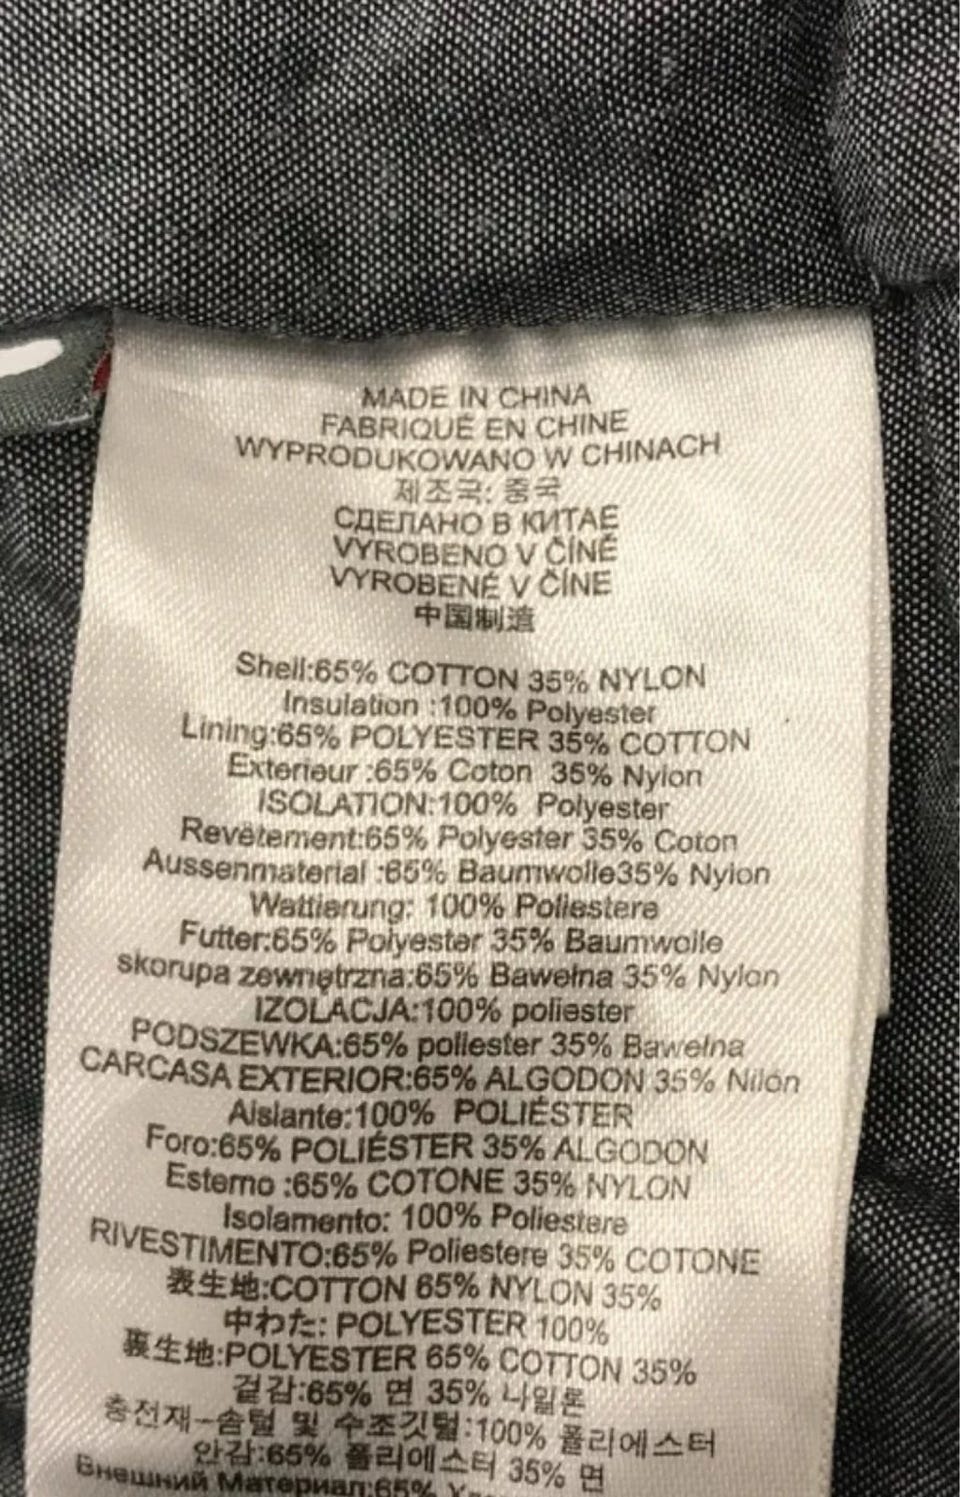 MADE IN CHINA
FABRIQUÉ EN CHINE
WYPRODUKOWANO W CHINACH
제조국: 중국
СДЕЛАНО В КИТАЕ
VYROBENO V ČÍNĚ
VYROBENÉ V ČÍNE
中国制造
Shell:65% COTTON 35% NYLON
Insulation :100% Polyester
Lining:65% POLYESTER 35% COTTON
Exterieur :65% Coton 35% Nylon
ISOLATION:100% Polyester
Revêtement:65% Polyester 35% Coton
Aussenmaterial :65% Baumwolle35% Nylon
Wattierung: 100% Poliestere
Futter:65% Polyester 35% Baumwolle
skorupa zewnętrzna:65% Bawełna 35% Nylon
IZOLACJA:100% poliester
PODSZEWKA:65% poliester 35% Bawełna
CARCASA EXTERIOR:65% ALGODON 35% Nilón
Aislante:100% POLIÉSTER
Foro:65% POLIÉSTER 35% ALGODON
Esterno :65% COTONE 35% NYLON
Isolamento: 100% Poliestere
RIVESTIMENTO:65% Poliestere 35% COTONE
表生地:COTTON 65% NYLON 35%
中わた: POLYESTER 100%
裏生地:POLYESTER 65% COTTON 35%
겉감:65% 면 35% 나일론
충전재-솜털 및 수조깃털:100% 폴리에스터
안감:65% 폴리에스터 35% 면
Внешний Материал:65%